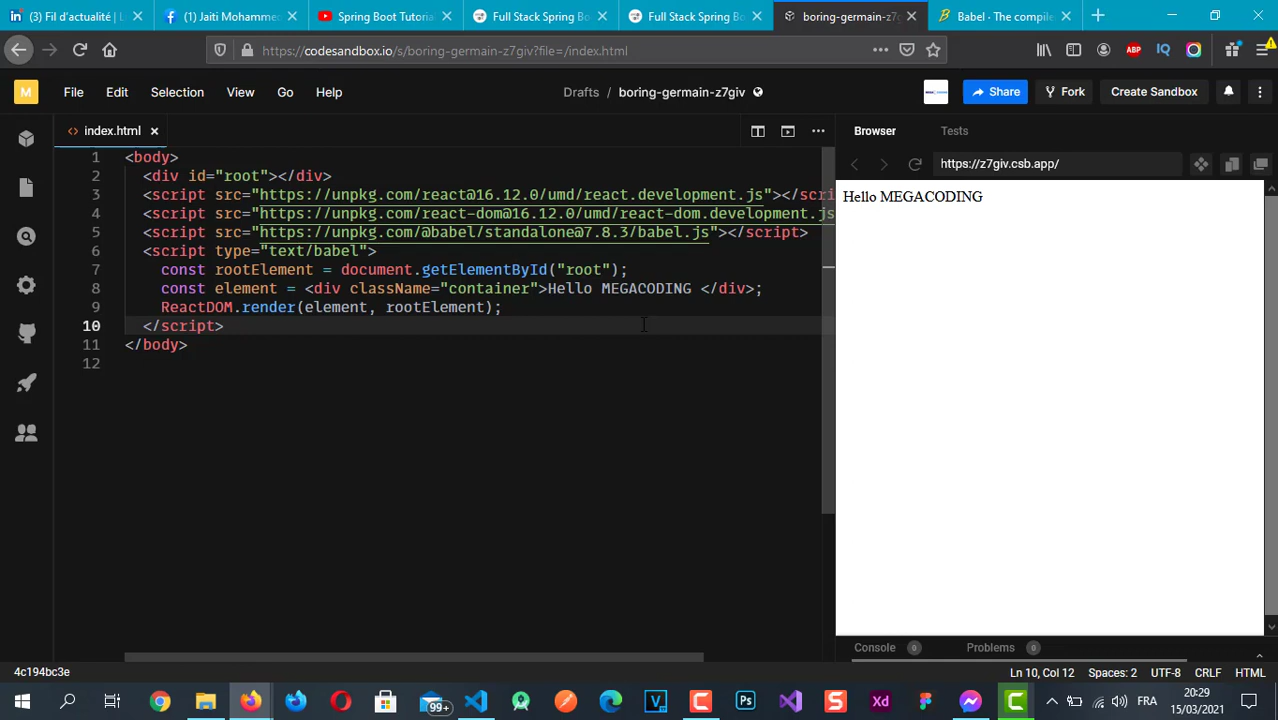 (3) Fil d'actualité | L
(1) Jaiti Mohamme
Spring Boot Tutoria
Full Stack Spring Bo
Full Stack Spring Bo
boring-germain-z7g
Babel · The compile
https://codesandbox.io/s/boring-germain-z7giv?file=/index.html
ABP
IQ
M
File
Edit
Selection
View
Go
Help
Drafts / boring-germain-z7giv
Share
Fork
Create Sandbox
<> index.html
Browser
Tests
https://z7giv.csb.app/
1 <body>
2 <div id="root"></div>
3 <script src="https://unpkg.com/react@16.12.0/umd/react.development.js"></scri
4 <script src="https://unpkg.com/react-dom@16.12.0/umd/react-dom.development.js
5 <script src="https://unpkg.com/@babel/standalone@7.8.3/babel.js"></script>
6 <script type="text/babel">
7 const rootElement = document.getElementById("root");
8 const element = <div className="container">Hello MEGACODING </div>;
9 ReactDOM.render(element, rootElement);
10 </script>
11 </body>
12
Hello MEGACODING
Console 0
Problems 0
4c194bc3e
Ln 10, Col 12
Spaces: 2
UTF-8
CRLF
HTML
99+
V
Ps
S
Xd
C
FRA
20:29
15/03/2021